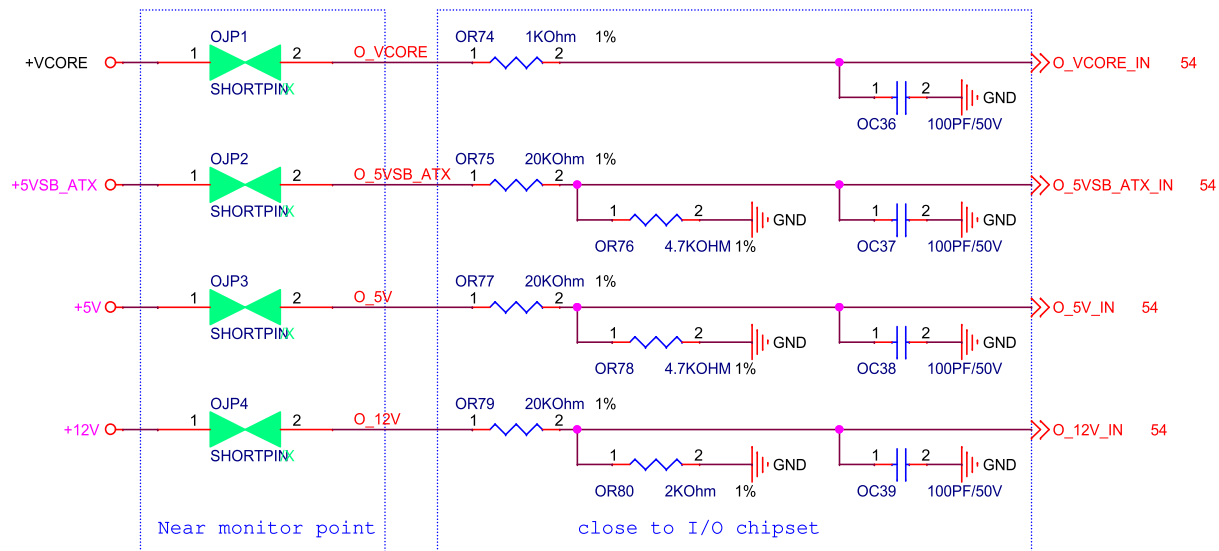 OJP1 OR74 1KOhm 1%
+VCORE 1 2 O_VCORE 1 2 O_VCORE_IN 54
SHORTPIN X
1 2 GND
OC36 100PF/50V
OJP2 OR75 20KOhm 1%
+5VSB_ATX 1 2 O_5VSB_ATX 1 2 O_5VSB_ATX_IN 54
SHORTPIN X
1 2 GND 1 2 GND
OR76 4.7KOHM 1% OC37 100PF/50V
OJP3 OR77 20KOhm 1%
+5V 1 2 O_5V 1 2 O_5V_IN 54
SHORTPIN X
1 2 GND 1 2 GND
OR78 4.7KOHM 1% OC38 100PF/50V
OJP4 OR79 20KOhm 1%
+12V 1 2 O_12V 1 2 O_12V_IN 54
SHORTPIN X
1 2 GND 1 2 GND
OR80 2KOhm 1% OC39 100PF/50V
Near monitor point close to I/O chipset